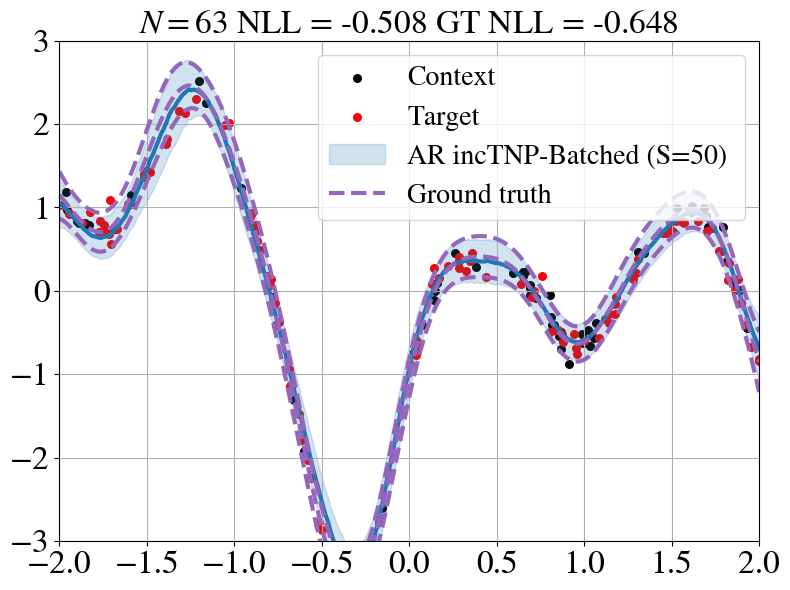 N = 63 NLL = -0.508 GT NLL = -0.648
Context
Target
AR incTNP-Batched (S=50)
Ground truth
3
2
1
0
−1
−2
−3
−2.0 −1.5 −1.0 −0.5 0.0 0.5 1.0 1.5 2.0